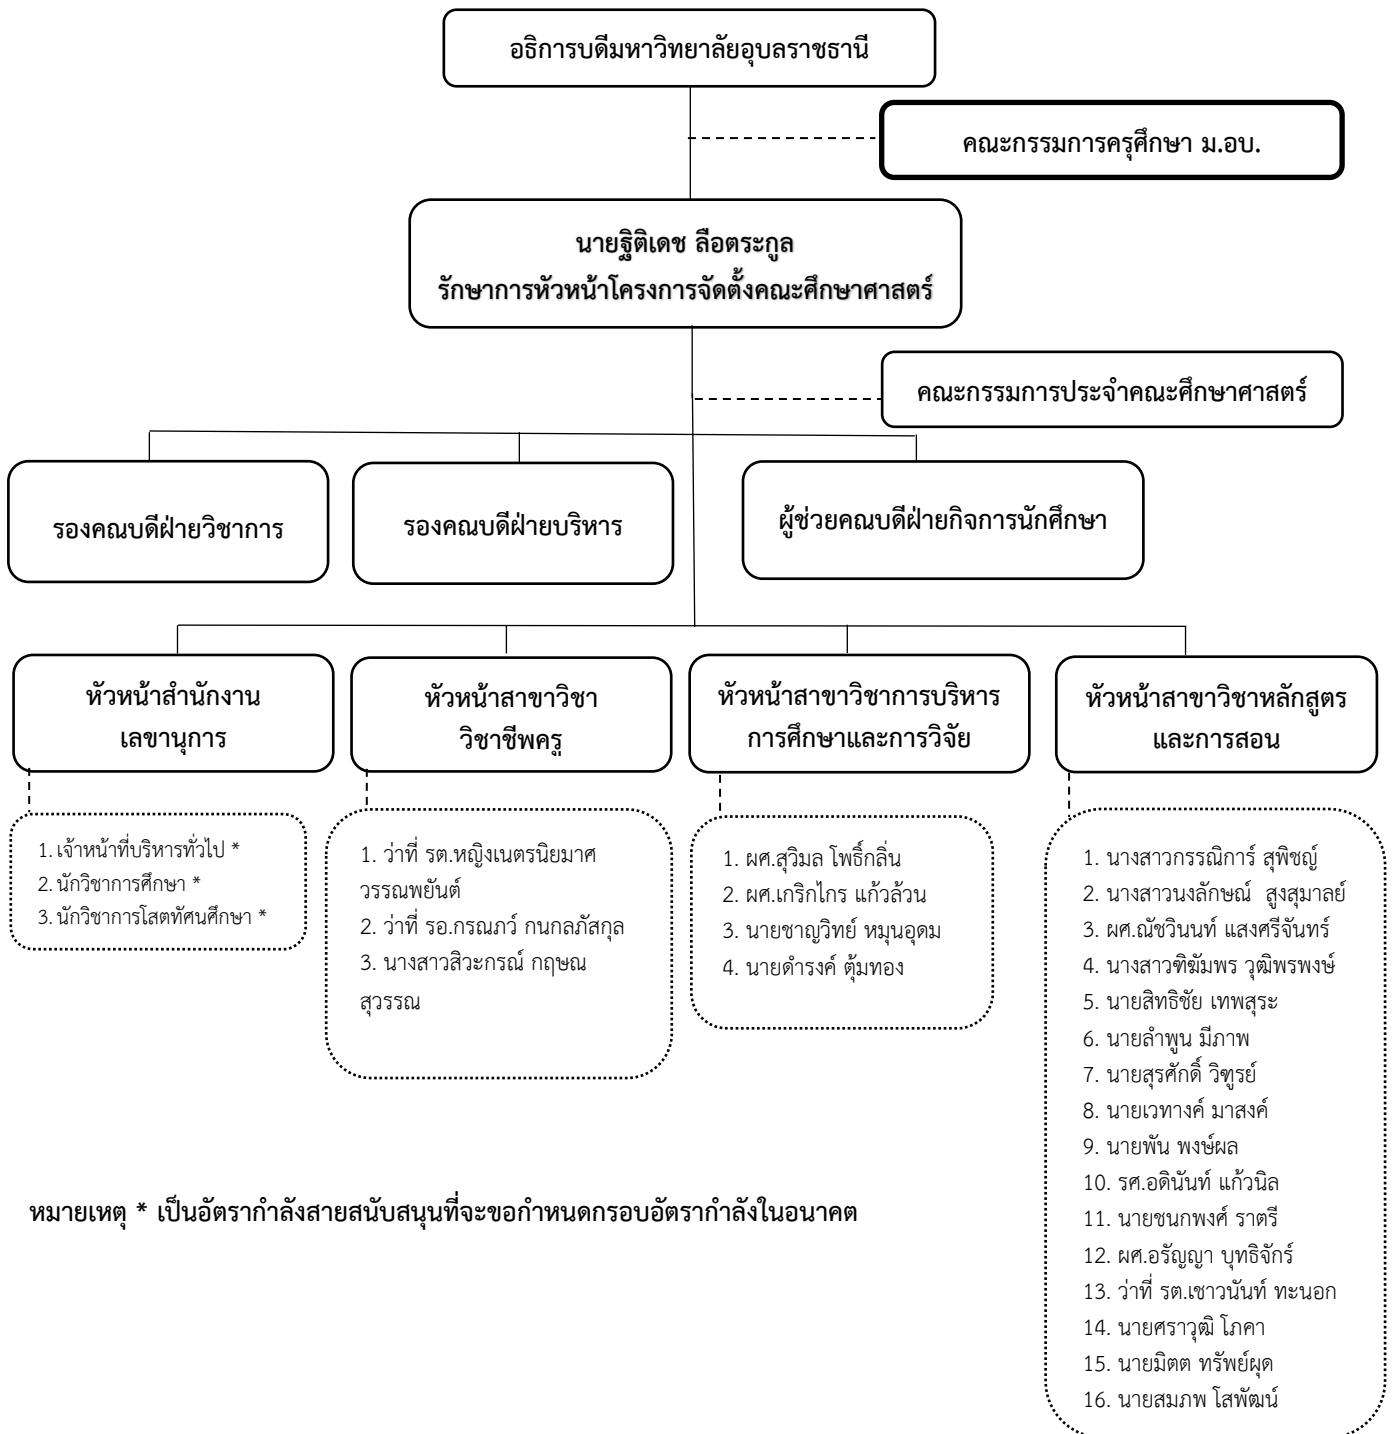 อธิการบดีมหาวิทยาลัยอุบลราชธานี
คณะกรรมการครุศึกษา ม.อบ.
นายฐิติเดช ลือตระกูล
รักษาการหัวหน้าโครงการจัดตั้งคณะศึกษาศาสตร์
คณะกรรมการประจำคณะศึกษาศาสตร์
รองคณบดีฝ่ายวิชาการ
รองคณบดีฝ่ายบริหาร
ผู้ช่วยคณบดีฝ่ายกิจการนักศึกษา
หัวหน้าสำนักงาน
เลขานุการ
หัวหน้าสาขาวิชา
วิชาชีพครู
หัวหน้าสาขาวิชาการบริหาร
การศึกษาและการวิจัย
หัวหน้าสาขาวิชาหลักสูตร
และการสอน
1. เจ้าหน้าที่บริหารทั่วไป *
2. นักวิชาการศึกษา *
3. นักวิชาการโสตทัศนศึกษา *
1. ว่าที่ รต.หญิงเนตรนิยมาศ
วรรณพยันต์
2. ว่าที่ รอ.กรณภว์ กนกลภัสกุล
3. นางสาวสิวะกรณ์ กฤษณ
สุวรรณ
1. ผศ.สุวิมล โพธิ์กลิ่น
2. ผศ.เกริกไกร แก้วล้วน
3. นายชาญวิทย์ หมุนอุดม
4. นายดำรงค์ ตุ้มทอง
1. นางสาวกรรณิการ์ สุพิชญ์
2. นางสาวนงลักษณ์ สูงสุมาลย์
3. ผศ.ณัชวินนท์ แสงศรีจันทร์
4. นางสาวฑิฆัมพร วุฒิพรพงษ์
5. นายสิทธิชัย เทพสุระ
6. นายลำพูน มีภาพ
7. นายสุรศักดิ์ วิฑูรย์
8. นายเวทางค์ มาสงค์
9. นายพัน พงษ์ผล
10. รศ.อดินันท์ แก้วนิล
11. นายชนกพงศ์ ราตรี
12. ผศ.อรัญญา บุทธิจักร์
13. ว่าที่ รต.เชาวนันท์ ทะนอก
14. นายศราวุฒิ โภคา
15. นายมิตต ทรัพย์ผุด
16. นายสมภพ โสพัฒน์
หมายเหตุ * เป็นอัตรากำลังสายสนับสนุนที่จะขอกำหนดกรอบอัตรากำลังในอนาคต